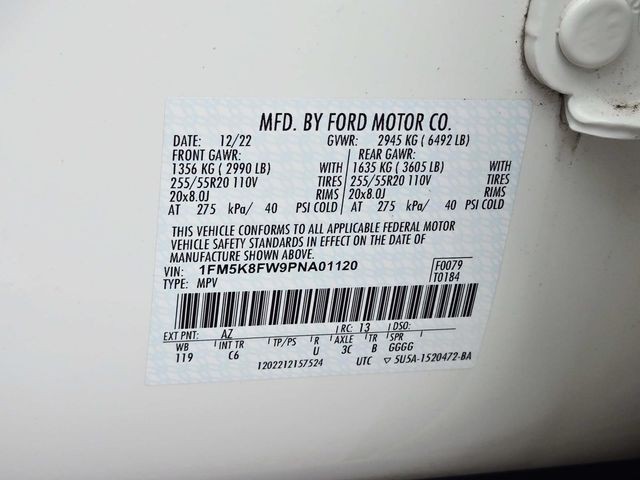 MFD. BY FORD MOTOR CO.
DATE: 12/22 GVWR: 2945 KG ( 6492 LB)
FRONT GAWR: REAR GAWR:
1356 KG ( 2990 LB) WITH 1635 KG ( 3605 LB) WITH
255/55R20 110V TIRES 255/55R20 110V TIRES
20x8.0J RIMS 20x8.0J RIMS
AT 275 kPa/ 40 PSI COLD AT 275 kPa/ 40 PSI COLD
THIS VEHICLE CONFORMS TO ALL APPLICABLE FEDERAL MOTOR
VEHICLE SAFETY STANDARDS IN EFFECT ON THE DATE OF
MANUFACTURE SHOWN ABOVE.
VIN: 1FM5K8FW9PNA01120 F0079
TYPE: MPV T0184
EXT PNT: AZ RC: 13 DSO:
WB INT TR TP/PS R AXLE TR SPR
119 C6 U 3C B GGGG
1202212157524 UTC ▽ 5U5A-1520472-BA